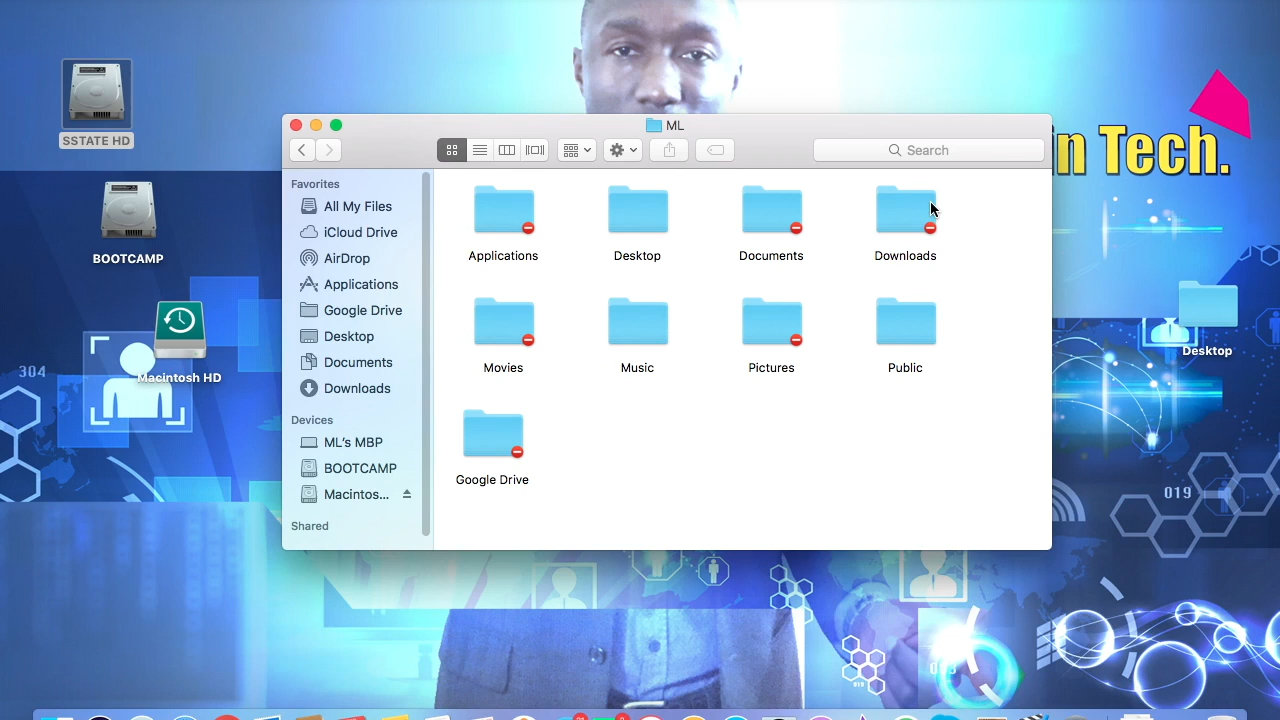 SSTATE HD
BOOTCAMP
304
Macintosh HD
in Tech.
Desktop
019
ML
Search
Favorites
All My Files
iCloud Drive
AirDrop
Applications
Google Drive
Desktop
Documents
Downloads
Devices
ML's MBP
BOOTCAMP
Macintos...
Shared
Applications
Desktop
Documents
Downloads
Movies
Music
Pictures
Public
Google Drive